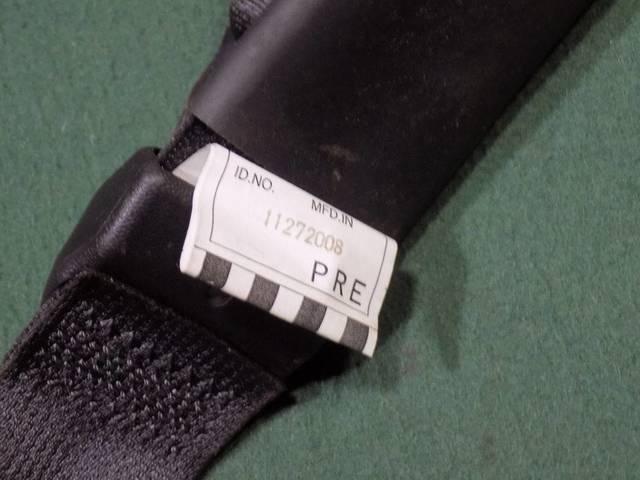 ID.NO.
MFD.IN
11272008
PRE